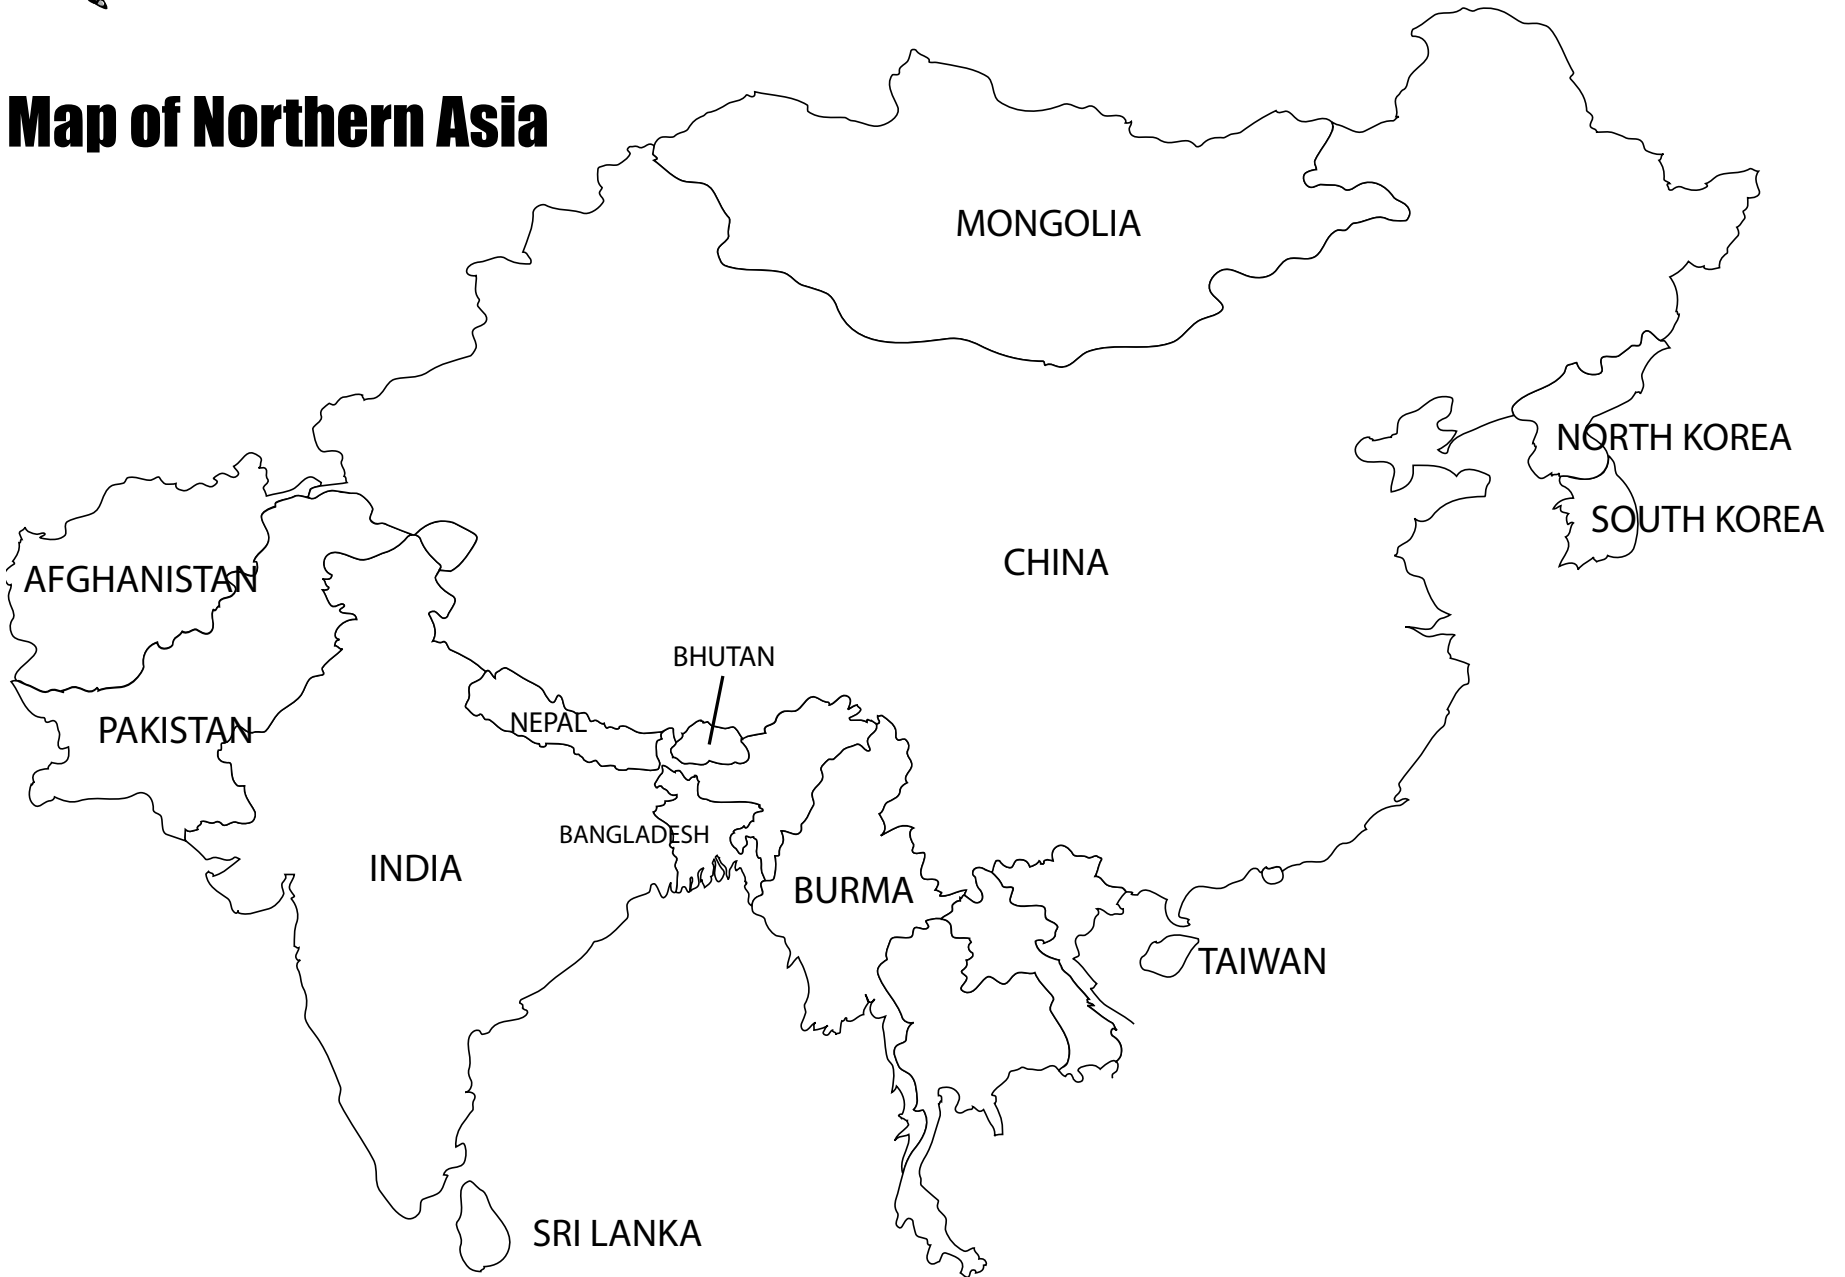 Map of Northern Asia
MONGOLIA
NORTH KOREA
SOUTH KOREA
CHINA
AFGHANISTAN
BHUTAN
NEPAL
PAKISTAN
BANGLADESH
INDIA
BURMA
TAIWAN
SRI LANKA